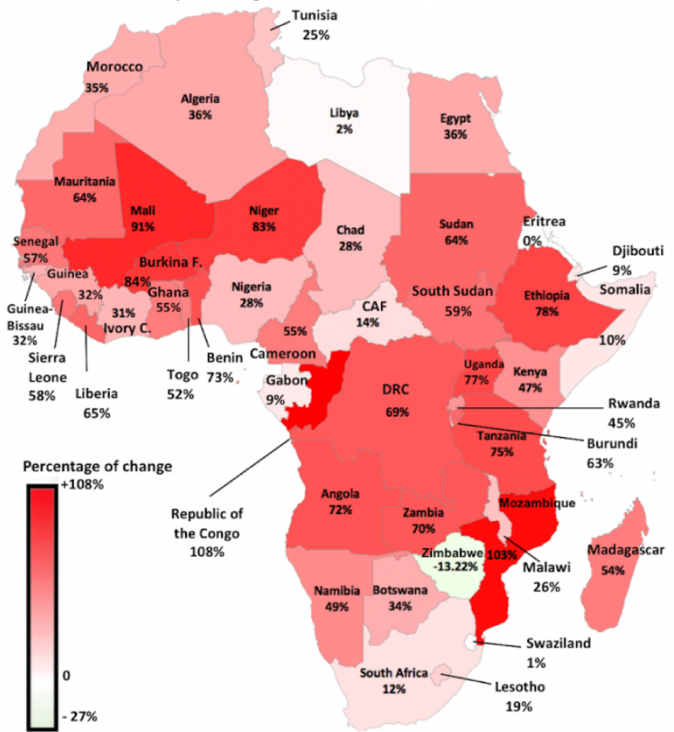 Tunisia
25%
Morocco
35%
Algeria
36%
Libya
2%
Egypt
36%
Mauritania
64%
Mali
91%
Niger
83%
Chad
28%
Sudan
64%
Eritrea
0%
Djibouti
9%
Somalia
10%
Senegal
57%
Guinea
32%
Burkina F.
84%
Ghana
55%
Nigeria
28%
31%
Ivory C.
Guinea-
Bissau
32%
Sierra
Leone
58%
Liberia
65%
Togo
52%
Benin
73%
55%
Cameroon
CAF
14%
South Sudan
59%
Ethiopia
78%
Gabon
9%
DRC
69%
Uganda
77%
Kenya
47%
Rwanda
45%
Burundi
63%
Tanzania
75%
Republic of
the Congo
108%
Angola
72%
Zambia
70%
Mozambique
103%
Zimbabwe
-13.22%
Malawi
26%
Madagascar
54%
Namibia
49%
Botswana
34%
South Africa
12%
Swaziland
1%
Lesotho
19%
Percentage of change
+108%
0
- 27%